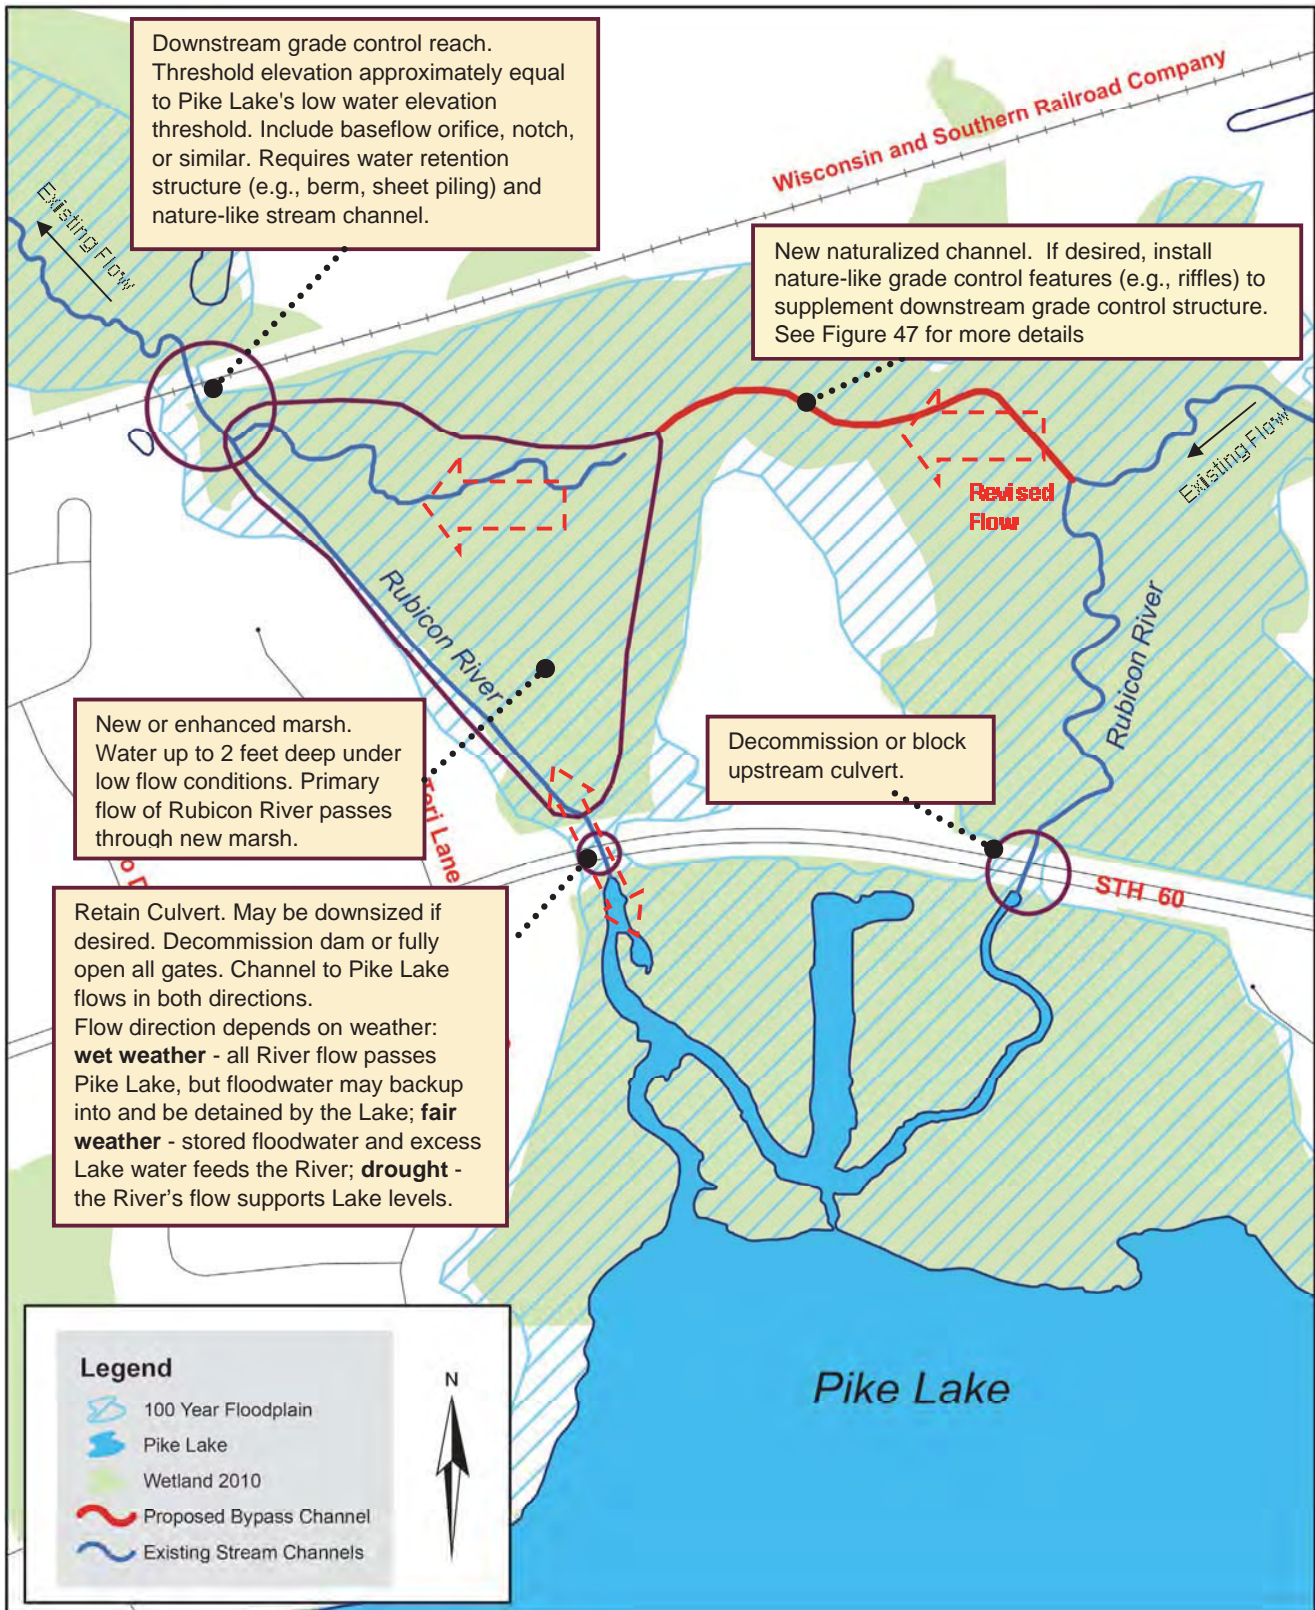 Downstream grade control reach.
Threshold elevation approximately equal
to Pike Lake's low water elevation
threshold. Include baseflow orifice, notch,
or similar. Requires water retention
structure (e.g., berm, sheet piling) and
nature-like stream channel.
Wisconsin and Southern Railroad Company
Existing Flow
New naturalized channel. If desired, install
nature-like grade control features (e.g., riffles) to
supplement downstream grade control structure.
See Figure 47 for more details
Existing Flow
Revised
Flow
Rubicon River
Rubicon River
New or enhanced marsh.
Water up to 2 feet deep under
low flow conditions. Primary
flow of Rubicon River passes
through new marsh.
Decommission or block
upstream culvert.
Teri Lane
STH 60
Retain Culvert. May be downsized if
desired. Decommission dam or fully
open all gates. Channel to Pike Lake
flows in both directions.
Flow direction depends on weather:
wet weather - all River flow passes
Pike Lake, but floodwater may backup
into and be detained by the Lake; fair
weather - stored floodwater and excess
Lake water feeds the River; drought -
the River's flow supports Lake levels.
Pike Lake
Legend
100 Year Floodplain
Pike Lake
Wetland 2010
Proposed Bypass Channel
Existing Stream Channels
N